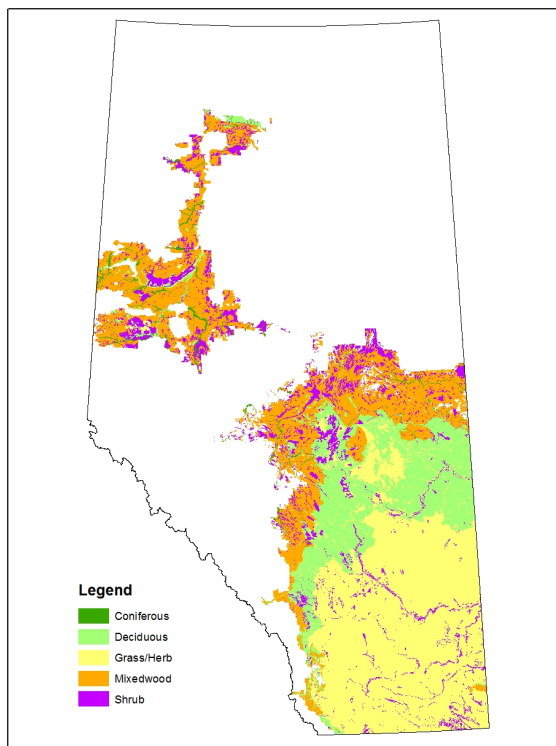 Legend
Coniferous
Deciduous
Grass/Herb
Mixedwood
Shrub